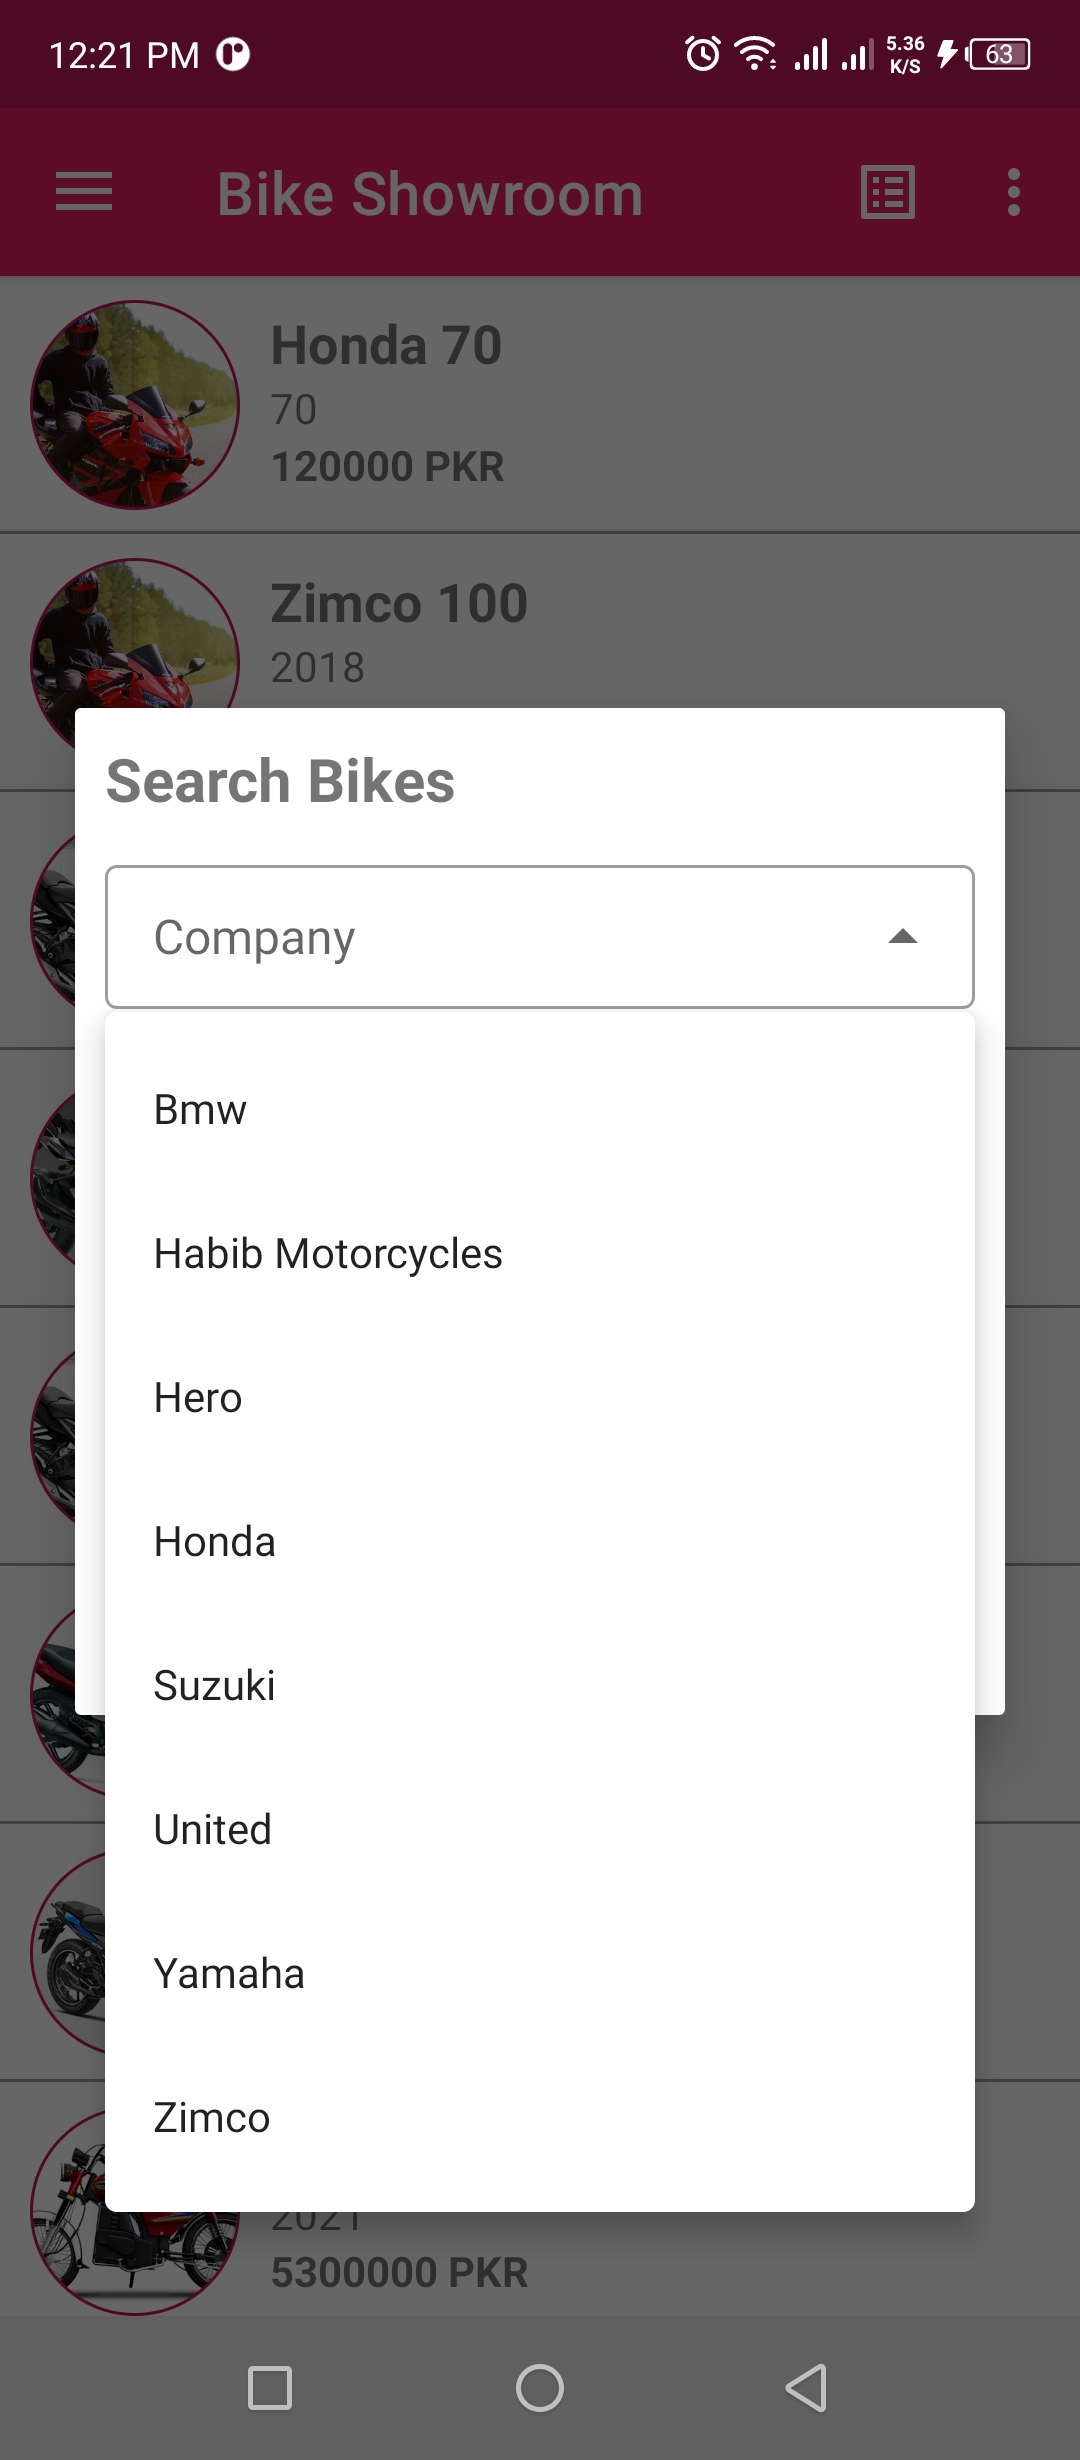 12:21 PM
5.36
K/S
63
Bike Showroom
Honda 70
70
120000 PKR
Zimco 100
2018
Search Bikes
Company
Bmw
Habib Motorcycles
Hero
Honda
Suzuki
United
Yamaha
Zimco
2021
5300000 PKR